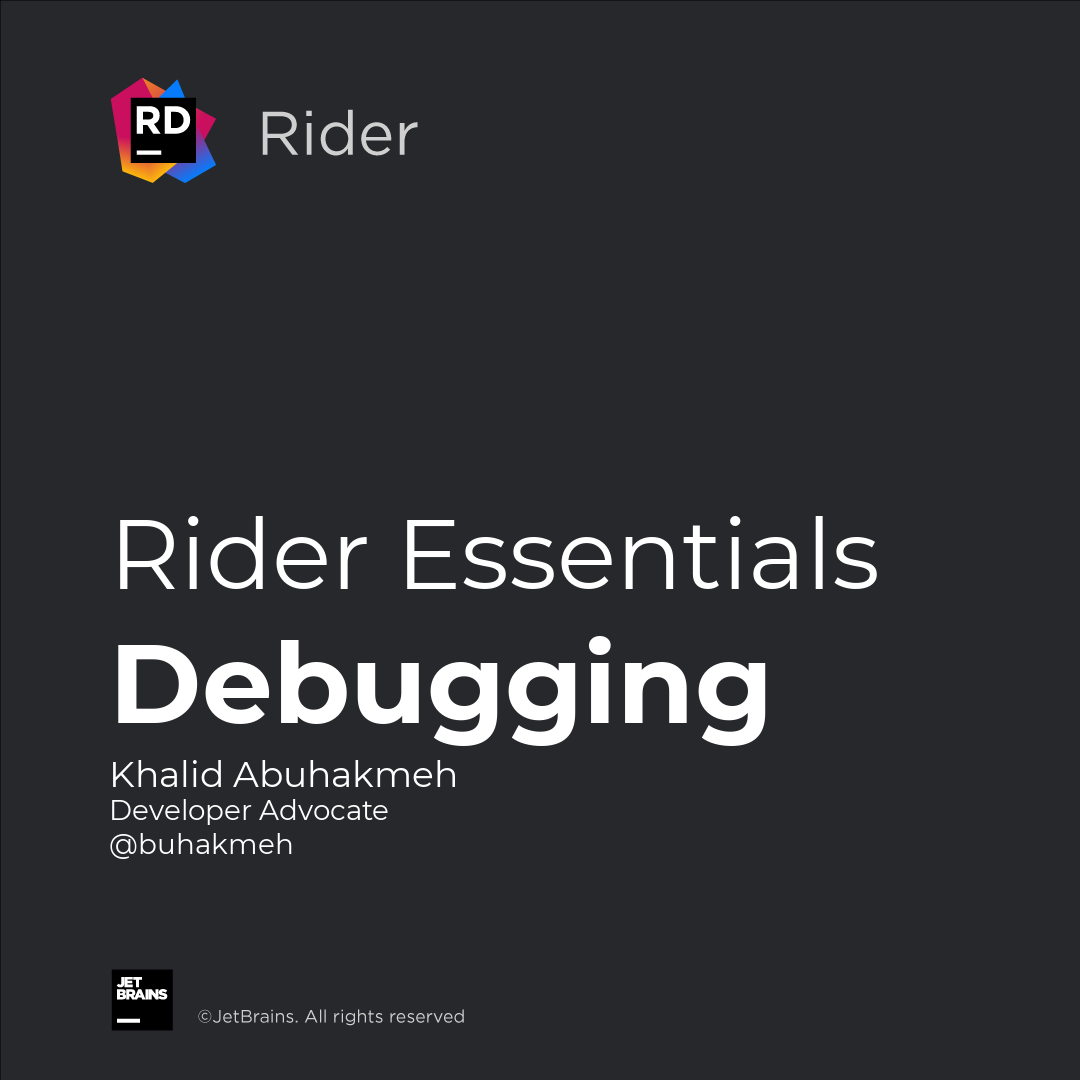 RD
Rider
Rider Essentials
Debugging
Khalid Abuhakmeh
Developer Advocate
@buhakmeh
JET
BRAINS
©JetBrains. All rights reserved